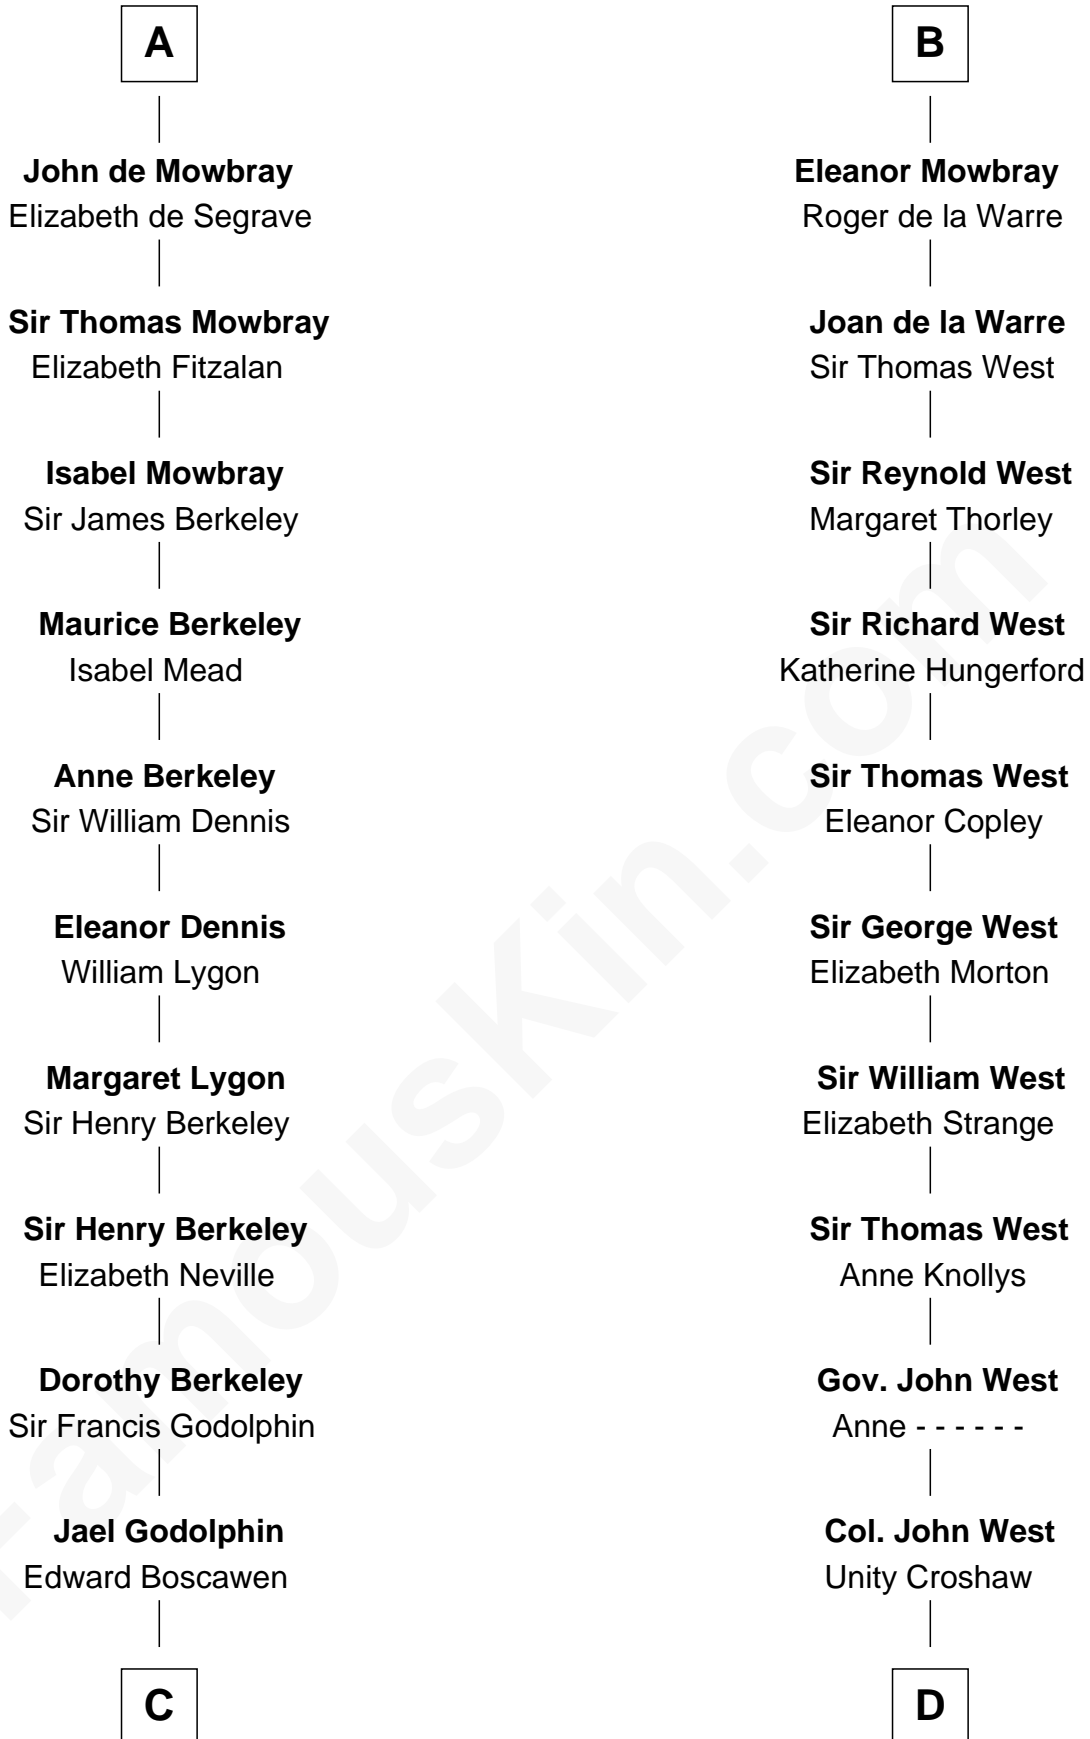 A
John de Mowbray
Elizabeth de Segrave
Sir Thomas Mowbray
Elizabeth Fitzalan
Isabel Mowbray
Sir James Berkeley
Maurice Berkeley
Isabel Mead
Anne Berkeley
Sir William Dennis
Eleanor Dennis
William Lygon
Margaret Lygon
Sir Henry Berkeley
Sir Henry Berkeley
Elizabeth Neville
Dorothy Berkeley
Sir Francis Godolphin
Jael Godolphin
Edward Boscawen
C
B
Eleanor Mowbray
Roger de la Warre
Joan de la Warre
Sir Thomas West
Sir Reynold West
Margaret Thorley
Sir Richard West
Katherine Hungerford
Sir Thomas West
Eleanor Copley
Sir George West
Elizabeth Morton
Sir William West
Elizabeth Strange
Sir Thomas West
Anne Knollys
Gov. John West
Anne - - - - - -
Col. John West
Unity Croshaw
D
FamousKin.com